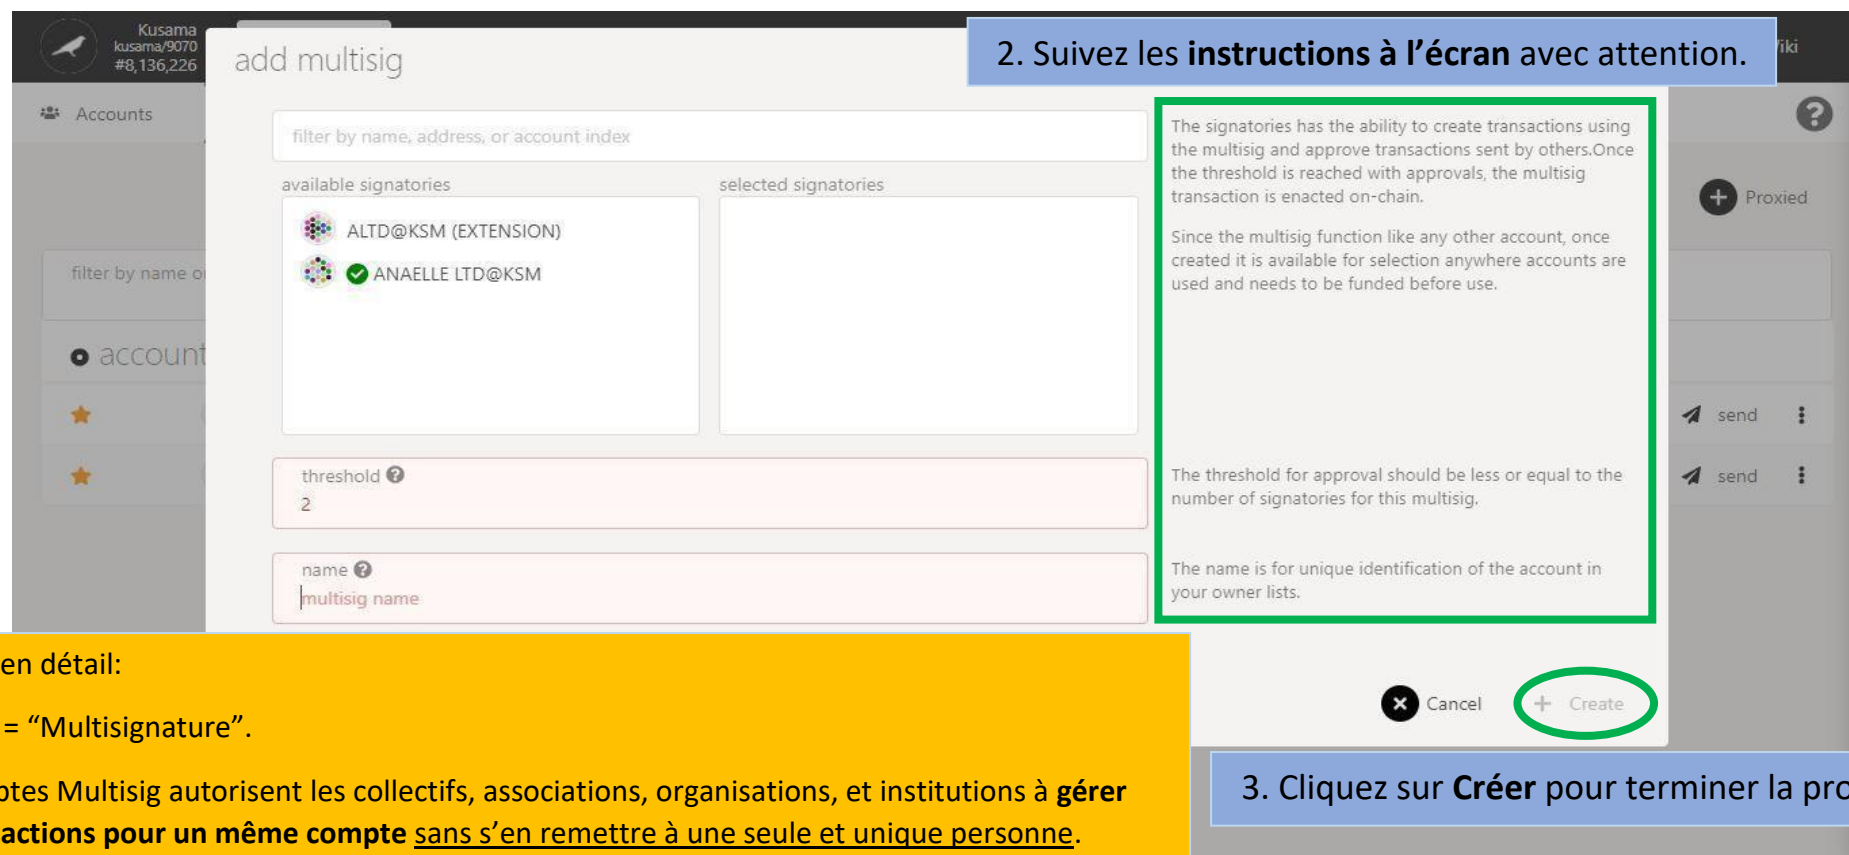 Kusama
kusama/9070
#8,136,226
add multisig
2. Suivez les instructions à l’écran avec attention.
Accounts
filter by name, address, or account index
available signatories
selected signatories
ALTD@KSM (EXTENSION)
ANAELLE LTD@KSM
The signatories has the ability to create transactions using
the multisig and approve transactions sent by others.Once
the threshold is reached with approvals, the multisig
transaction is enacted on-chain.
Since the multisig function like any other account, once
created it is available for selection anywhere accounts are
used and needs to be funded before use.
Proxied
filter by name
account
send
send
threshold
2
The threshold for approval should be less or equal to the
number of signatories for this multisig.
name
multisig name
The name is for unique identification of the account in
your owner lists.
Cancel
Create
en détail:
= “Multisignature”.
Multisig autorisent les collectifs, associations, organisations, et institutions à gérer
pour un même compte sans s’en remettre à une seule et unique personne.
3. Cliquez sur Créer pour terminer la